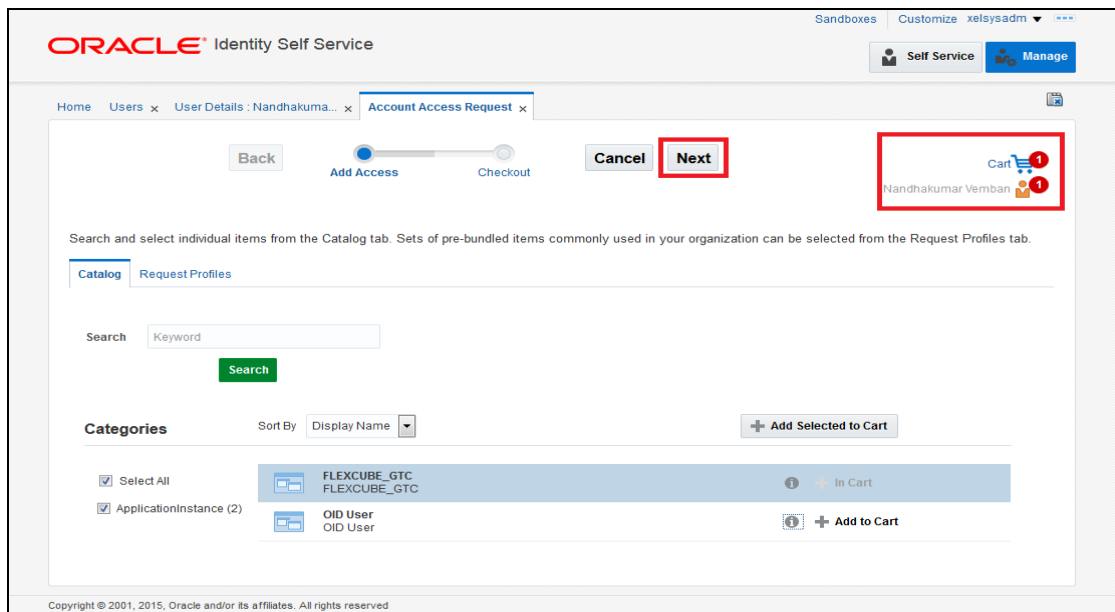 Sandboxes Customize xelsysadm
ORACLE Identity Self Service
Self Service Manage
Home Users x User Details : Nandhakuma... x Account Access Request x
Back Add Access Checkout Cancel Next
Cart 1
Nandhakumar Vemban 1
Search and select individual items from the Catalog tab. Sets of pre-bundled items commonly used in your organization can be selected from the Request Profiles tab.
Catalog Request Profiles
Search Keyword
Search
Categories Sort By Display Name Add Selected to Cart
Select All
ApplicationInstance (2)
FLEXCUBE_GTC
FLEXCUBE_GTC
In Cart
OID User
OID User
Add to Cart
Copyright © 2001, 2015, Oracle and/or its affiliates. All rights reserved